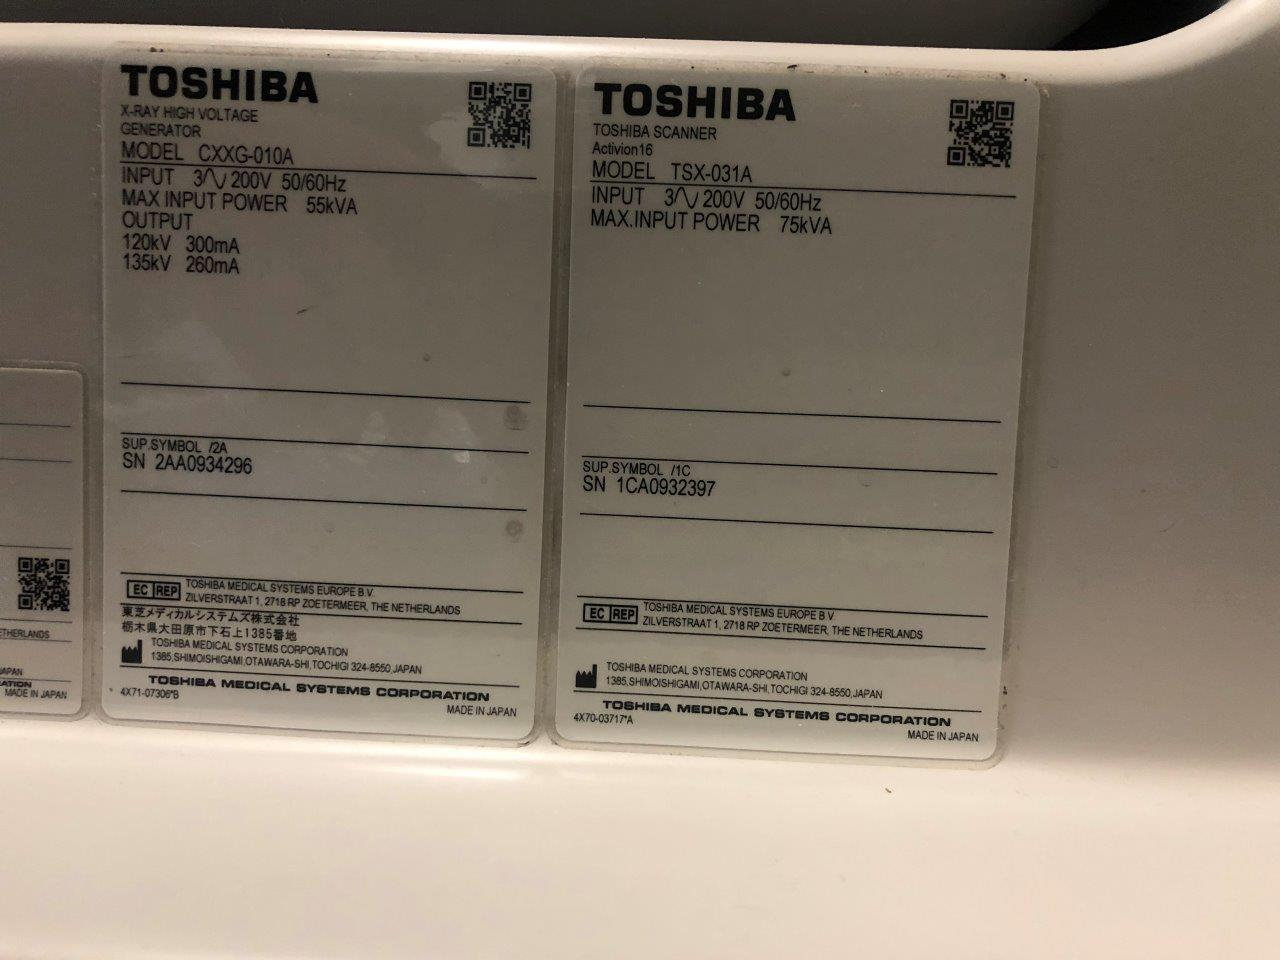 TOSHIBA
X-RAY HIGH VOLTAGE
GENERATOR
MODEL CXXG-010A
INPUT 3∿ 200V 50/60Hz
MAX INPUT POWER 55kVA
OUTPUT
120kV 300mA
135kV 260mA
SUP.SYMBOL /2A
SN 2AA0934296
EC REP TOSHIBA MEDICAL SYSTEMS EUROPE B.V.
ZILVERSTRAAT 1, 2718 RP ZOETERMEER, THE NETHERLANDS
東芝メディカルシステムズ株式会社
栃木県大田原市下石上1385番地
TOSHIBA MEDICAL SYSTEMS CORPORATION
1385,SHIMOISHIGAMI,OTAWARA-SHI,TOCHIGI 324-8550,JAPAN
TOSHIBA MEDICAL SYSTEMS CORPORATION
4X71-07306*B
MADE IN JAPAN
TOSHIBA
TOSHIBA SCANNER
Activion16
MODEL TSX-031A
INPUT 3∿ 200V 50/60Hz
MAX.INPUT POWER 75kVA
SUP.SYMBOL /1C
SN 1CA0932397
EC REP TOSHIBA MEDICAL SYSTEMS EUROPE B.V.
ZILVERSTRAAT 1, 2718 RP ZOETERMEER, THE NETHERLANDS
TOSHIBA MEDICAL SYSTEMS CORPORATION
1385,SHIMOISHIGAMI,OTAWARA-SHI,TOCHIGI 324-8550,JAPAN
TOSHIBA MEDICAL SYSTEMS CORPORATION
4X70-03717*A
MADE IN JAPAN
MADE IN JAPAN